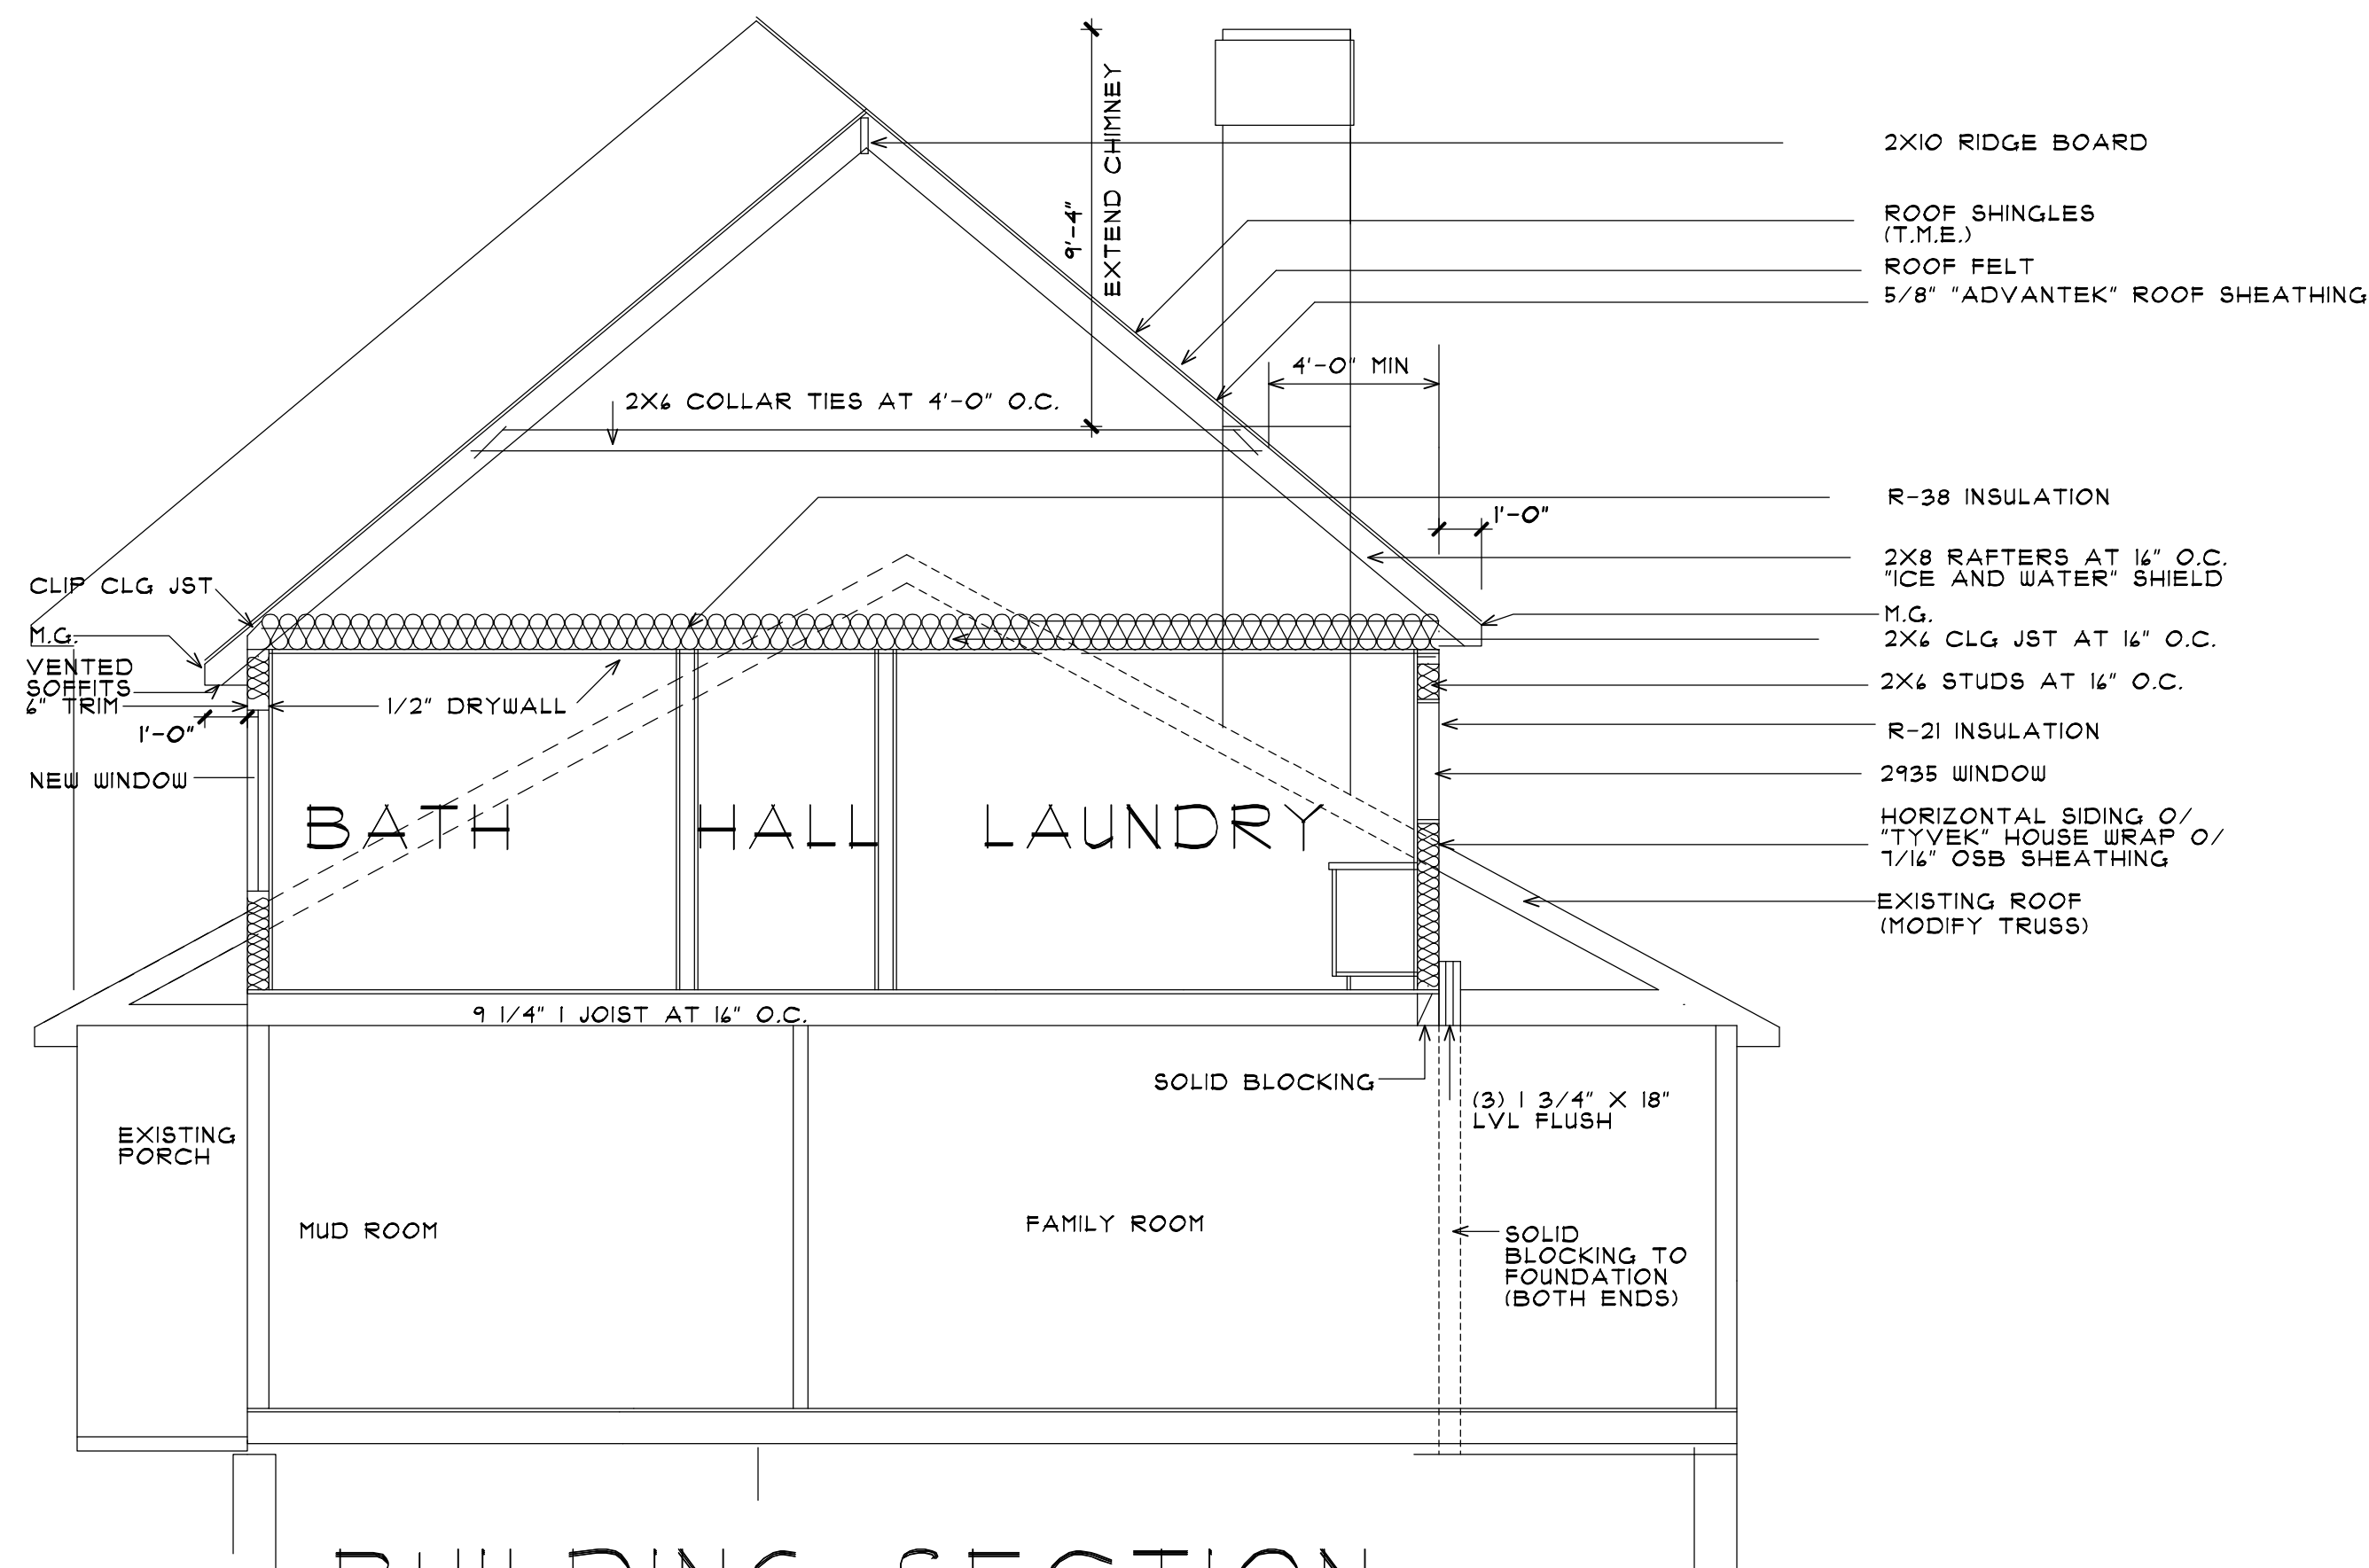 9'-4"
EXTEND CHIMNEY
2X10 RIDGE BOARD
ROOF SHINGLES
(T.M.E.)
ROOF FELT
5/8" "ADVANTEK" ROOF SHEATHING
4'-0" MIN
2X6 COLLAR TIES AT 4'-0" O.C.
R-38 INSULATION
1'-0"
2X8 RAFTERS AT 16" O.C.
"ICE AND WATER" SHIELD
CLIP CLG JST
M.G.
M.G.
2X6 CLG JST AT 16" O.C.
VENTED
SOFFITS
6" TRIM
1/2" DRYWALL
2X6 STUDS AT 16" O.C.
1'-0"
R-21 INSULATION
NEW WINDOW
2935 WINDOW
BATH
HALL
LAUNDRY
HORIZONTAL SIDING O/
"TYVEK" HOUSE WRAP O/
7/16" OSB SHEATHING
EXISTING ROOF
(MODIFY TRUSS)
9 1/4" I JOIST AT 16" O.C.
SOLID BLOCKING
(3) 1 3/4" X 18"
LVL FLUSH
EXISTING
PORCH
MUD ROOM
FAMILY ROOM
SOLID
BLOCKING TO
FOUNDATION
(BOTH ENDS)
BUILDING SECTION